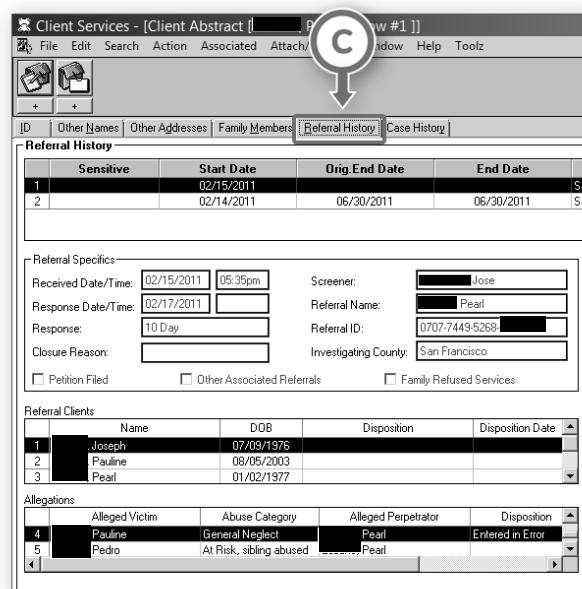 Client Services - [Client Abstract [ , P ow #1 ]]
File Edit Search Action Associated Attach/ ndow Help Toolz
C
+ +
ID Other Names Other Addresses Family Members Referral History Case History
Referral History
Sensitive Start Date Orig.End Date End Date
1 02/15/2011 S
2 02/14/2011 06/30/2011 06/30/2011 S
Referral Specifics
Received Date/Time: 02/15/2011 05:35pm Screener: Jose
Response Date/Time: 02/17/2011 Referral Name: Pearl
Response: 10 Day Referral ID: 0707-7449-5268-
Closure Reason: Investigating County: San Francisco
Petition Filed Other Associated Referrals Family Refused Services
Referral Clients
Name DOB Disposition Disposition Date
1 , Joseph 07/09/1976
2 , Pauline 08/05/2003
3 , Pearl 01/02/1977
Allegations
Alleged Victim Abuse Category Alleged Perpetrator Disposition
4 Pauline General Neglect Pearl Entered in Error
5 Pedro At Risk, sibling abused , Pearl